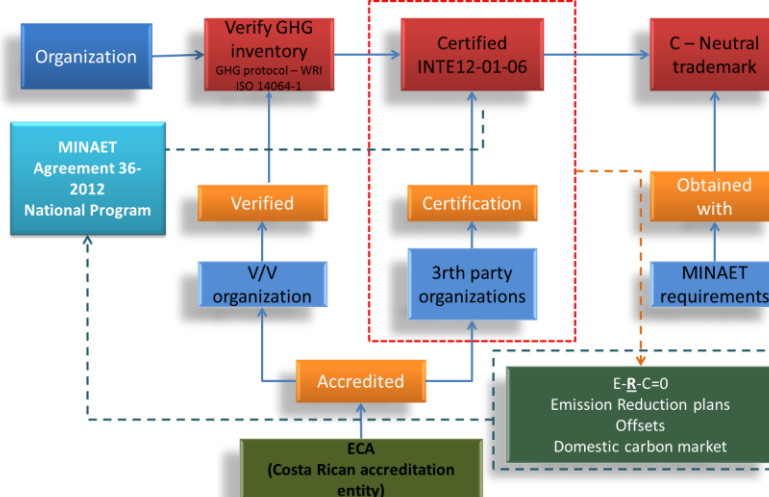 Organization
Verify GHG
inventory
GHG protocol – WRI
ISO 14064-1
Certified
INTE12-01-06
C – Neutral
trademark
MINAET
Agreement 36-
2012
National Program
Verified
Certification
Obtained
with
V/V
organization
3rth party
organizations
MINAET
requirements
Accredited
E-R-C=0
Emission Reduction plans
Offsets
Domestic carbon market
ECA
(Costa Rican accreditation
entity)